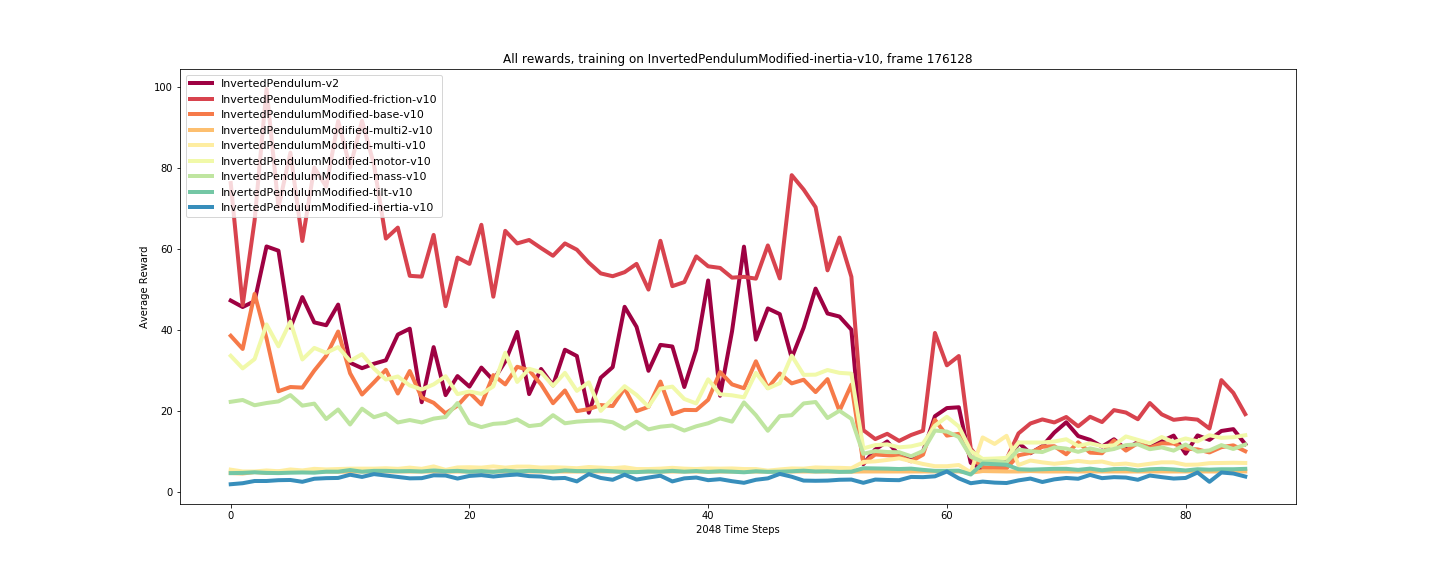 All rewards, training on InvertedPendulumModified-inertia-v10, frame 176128
InvertedPendulum-v2
InvertedPendulumModified-friction-v10
InvertedPendulumModified-base-v10
InvertedPendulumModified-multi2-v10
InvertedPendulumModified-multi-v10
InvertedPendulumModified-motor-v10
InvertedPendulumModified-mass-v10
InvertedPendulumModified-tilt-v10
InvertedPendulumModified-inertia-v10
100
80
60
40
20
0
Average Reward
0 20 40 60 80
2048 Time Steps